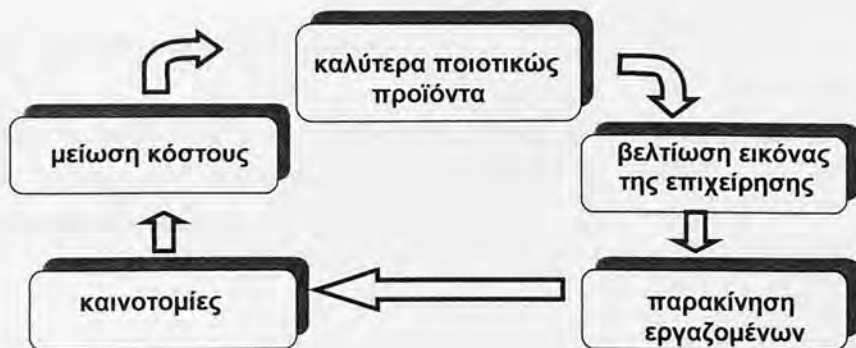 καλύτερα ποιοτικώς
προϊόντα
βελτίωση εικόνας
της επιχείρησης
παρακίνηση
εργαζομένων
καινοτομίες
μείωση κόστους